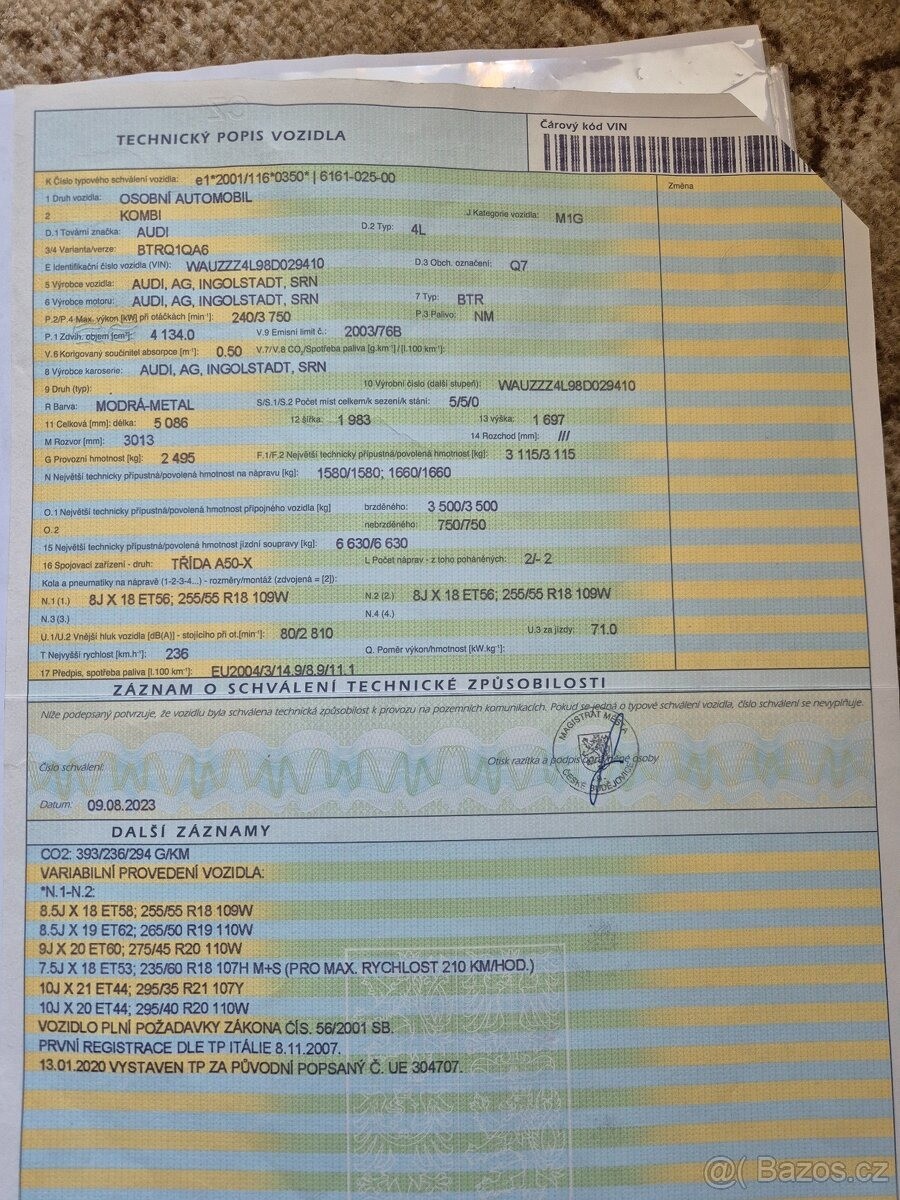 TECHNICKÝ POPIS VOZIDLA
Čárový kód VIN
K Číslo typového schválení vozidla: e1*2001/116*0350* | 6161-025-00
Změna
1 Druh vozidla: OSOBNÍ AUTOMOBIL
2 KOMBI J Kategorie vozidla: M1G
D.1 Tovární značka: AUDI D.2 Typ: 4L
3/4 Varianta/verze: BTRQ1QA6
E Identifikační číslo vozidla (VIN): WAUZZZ4L98D029410 D.3 Obch. označení: Q7
5 Výrobce vozidla: AUDI, AG, INGOLSTADT, SRN
6 Výrobce motoru: AUDI, AG, INGOLSTADT, SRN 7 Typ: BTR
P.2/P.4 Max. výkon [kW] při otáčkách [min⁻¹]: 240/3 750 P.3 Palivo: NM
P.1 Zdvih. objem [cm³]: 4 134.0 V.9 Emisní limit č.: 2003/76B
V.6 Korigovaný součinitel absorpce [m⁻¹]: 0.50 V.7/V.8 CO₂/Spotřeba paliva [g.km⁻¹] / [l.100 km⁻¹]:
8 Výrobce karoserie: AUDI, AG, INGOLSTADT, SRN
9 Druh (typ): 10 Výrobní číslo (další stupeň): WAUZZZ4L98D029410
R Barva: MODRÁ-METAL S/S.1/S.2 Počet míst celkem/k sezení/k stání: 5/5/0
11 Celková [mm]: délka: 5 086 12 šířka: 1 983 13 výška: 1 697
M Rozvor [mm]: 3013 14 Rozchod [mm]: ///
G Provozní hmotnost [kg]: 2 495 F.1/F.2 Největší technicky přípustná/povolená hmotnost [kg]: 3 115/3 115
N Největší technicky přípustná/povolená hmotnost na nápravu [kg]: 1580/1580; 1660/1660
O.1 Největší technicky přípustná/povolená hmotnost přípojného vozidla [kg] brzděného: 3 500/3 500
O.2 nebrzděného: 750/750
15 Největší technicky přípustná/povolená hmotnost jízdní soupravy [kg]: 6 630/6 630
16 Spojovací zařízení - druh: TŘÍDA A50-X L Počet náprav - z toho poháněných: 2/- 2
Kola a pneumatiky na nápravě (1-2-3-4...) - rozměry/montáž (zdvojená = [2]):
N.1 (1.) 8J X 18 ET56; 255/55 R18 109W N.2 (2.) 8J X 18 ET56; 255/55 R18 109W
N.3 (3.) N.4 (4.)
U.1/U.2 Vnější hluk vozidla [dB(A)] - stojícího při ot.[min⁻¹]: 80/2 810 U.3 za jízdy: 71.0
T Nejvyšší rychlost [km.h⁻¹]: 236 Q. Poměr výkon/hmotnost [kW.kg⁻¹]:
17 Předpis, spotřeba paliva [l.100 km⁻¹]: EU2004/3/14.9/8.9/11.1
ZÁZNAM O SCHVÁLENÍ TECHNICKÉ ZPŮSOBILOSTI
Níže podepsaný potvrzuje, že vozidlu byla schválena technická způsobilost k provozu na pozemních komunikacích. Pokud se jedná o typové schválení vozidla, číslo schválení se nevyplňuje.
MAGISTRÁT MĚSTA
ČESKÉ BUDĚJOVICE
Číslo schválení: Otisk razítka a podpis oprávněné osoby
Datum: 09.08.2023
DALŠÍ ZÁZNAMY
CO2: 393/236/294 G/KM
VARIABILNÍ PROVEDENÍ VOZIDLA:
*N.1-N.2:
8.5J X 18 ET58; 255/55 R18 109W
8.5J X 19 ET62; 265/50 R19 110W
9J X 20 ET60; 275/45 R20 110W
7.5J X 18 ET53; 235/60 R18 107H M+S (PRO MAX. RYCHLOST 210 KM/HOD.)
10J X 21 ET44; 295/35 R21 107Y
10J X 20 ET44; 295/40 R20 110W
VOZIDLO PLNÍ POŽADAVKY ZÁKONA ČÍS. 56/2001 SB.
PRVNÍ REGISTRACE DLE TP ITÁLIE 8.11.2007.
13.01.2020 VYSTAVEN TP ZA PŮVODNÍ POPSANÝ Č. UE 304707.
@( Bazos.cz